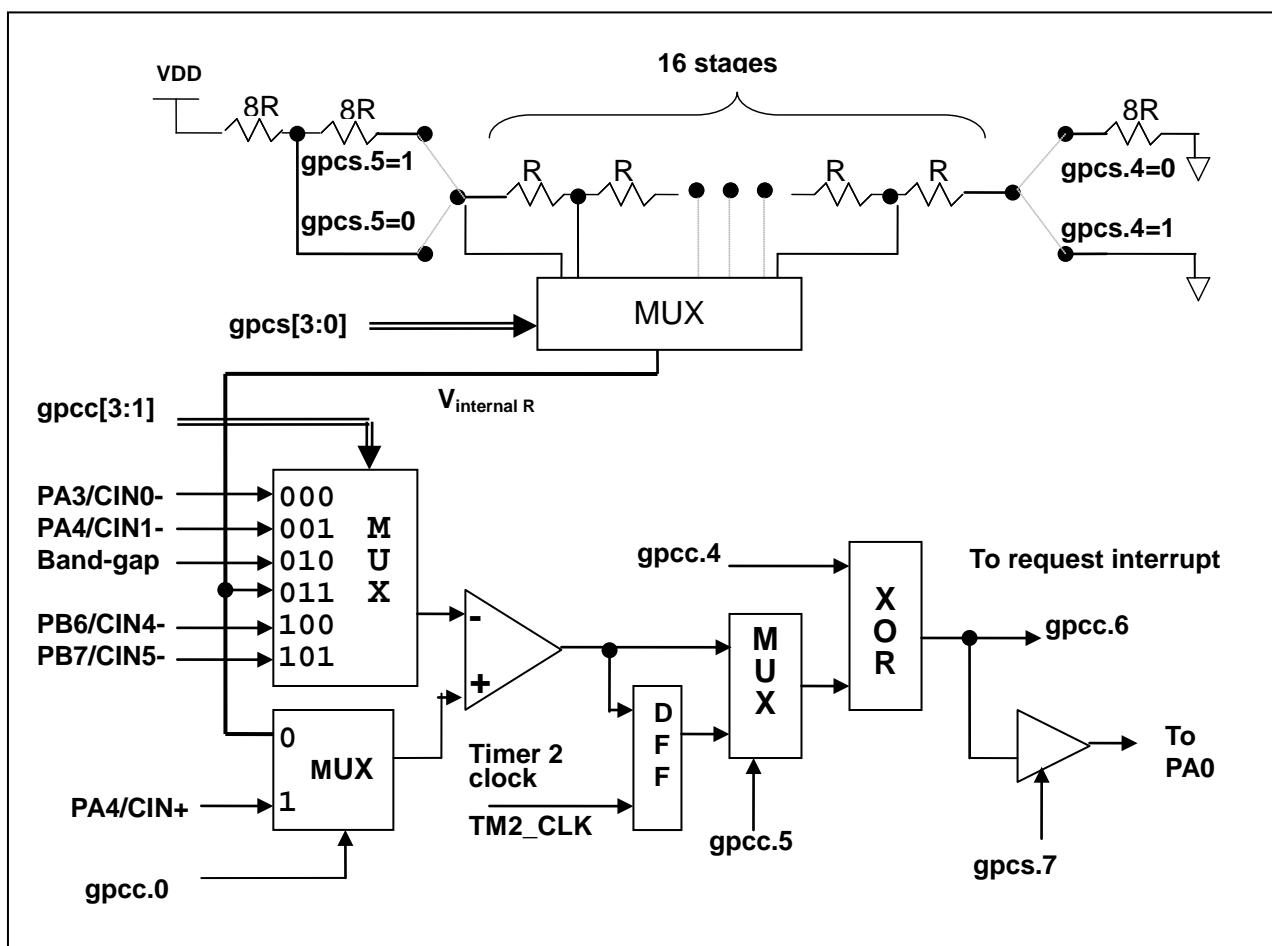 16 stages
VDD
8R
8R
8R
gpcs.5=1
R
R
R
R
gpcs.4=0
gpcs.5=0
gpcs.4=1
MUX
gpcs[3:0]
Vinternal R
gpcc[3:1]
PA3/CIN0-
000
PA4/CIN1-
001
Band-gap
010
011
PB6/CIN4-
100
PB7/CIN5-
101
M
U
X
-
+
gpcc.4
To request interrupt
X
O
R
gpcc.6
M
U
X
D
F
F
0
MUX
1
PA4/CIN+
gpcc.0
Timer 2
clock
TM2_CLK
gpcc.5
To
PA0
gpcs.7